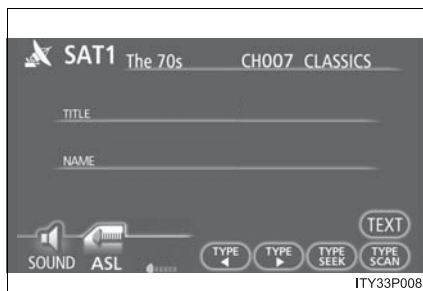 SAT1 The 70s CH007 CLASSICS
TITLE
NAME
TEXT
SOUND ASL TYPE TYPE TYPE SEEK TYPE SCAN
ITY33P008